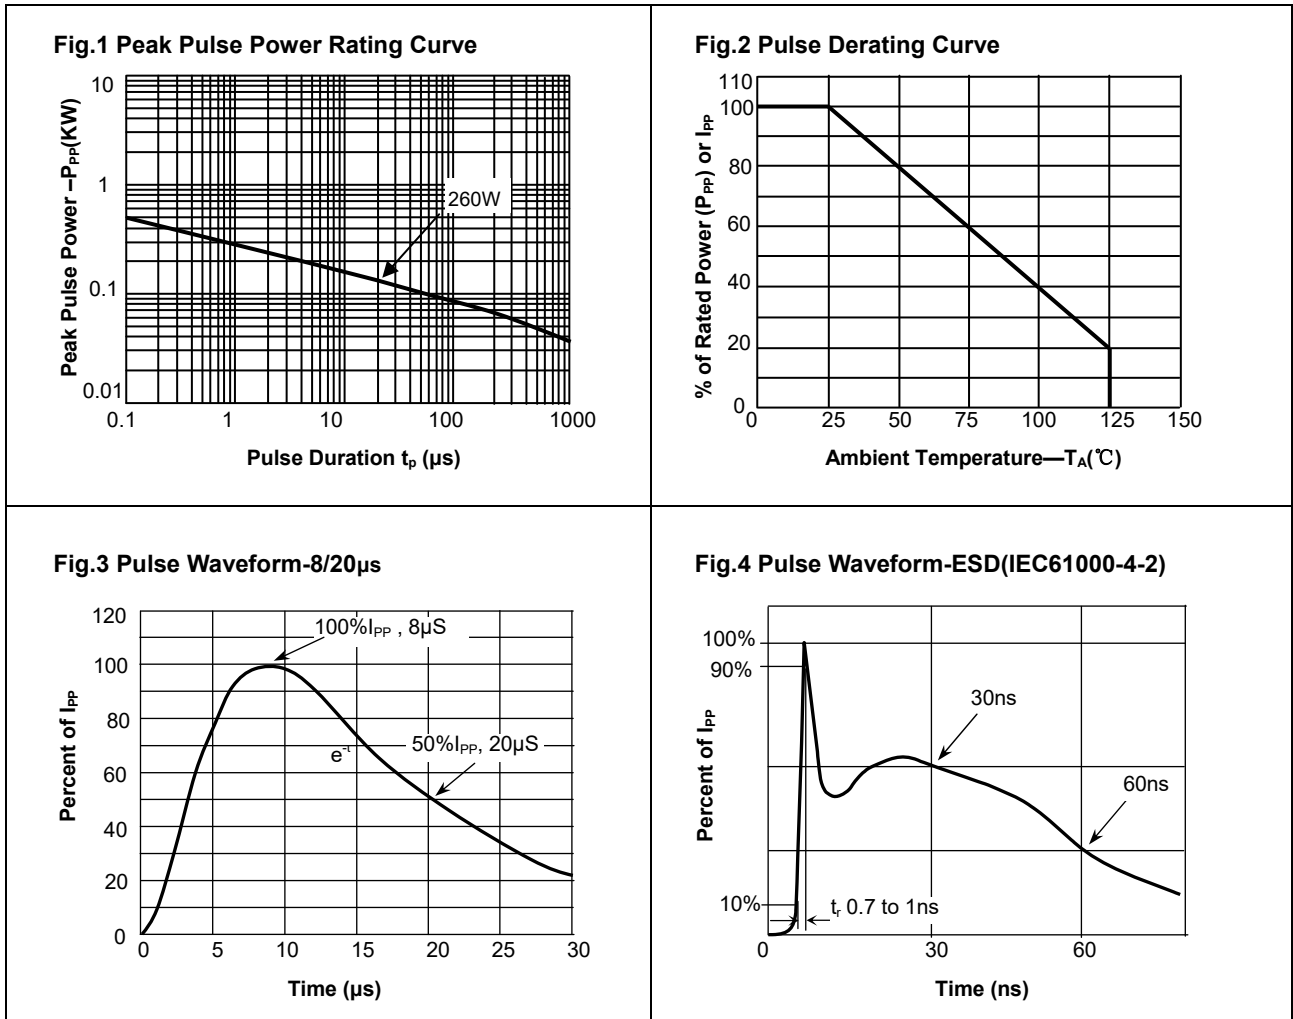 Fig.1 Peak Pulse Power Rating Curve
Peak Pulse Power –PPP(KW)
10
1
0.1
0.01
260W
0.1 1 10 100 1000
Pulse Duration tp (µs)
Fig.2 Pulse Derating Curve
% of Rated Power (PPP) or IPP
110
100
80
60
40
20
0
25 50 75 100 125 150
Ambient Temperature—TA(℃)
Fig.3 Pulse Waveform-8/20µs
Percent of IPP
120
100
80
60
40
20
0
100%IPP , 8µS
e-t
50%IPP, 20µS
0 5 10 15 20 25 30
Time (µs)
Fig.4 Pulse Waveform-ESD(IEC61000-4-2)
Percent of IPP
100%
90%
10%
30ns
60ns
tr 0.7 to 1ns
0 30 60
Time (ns)